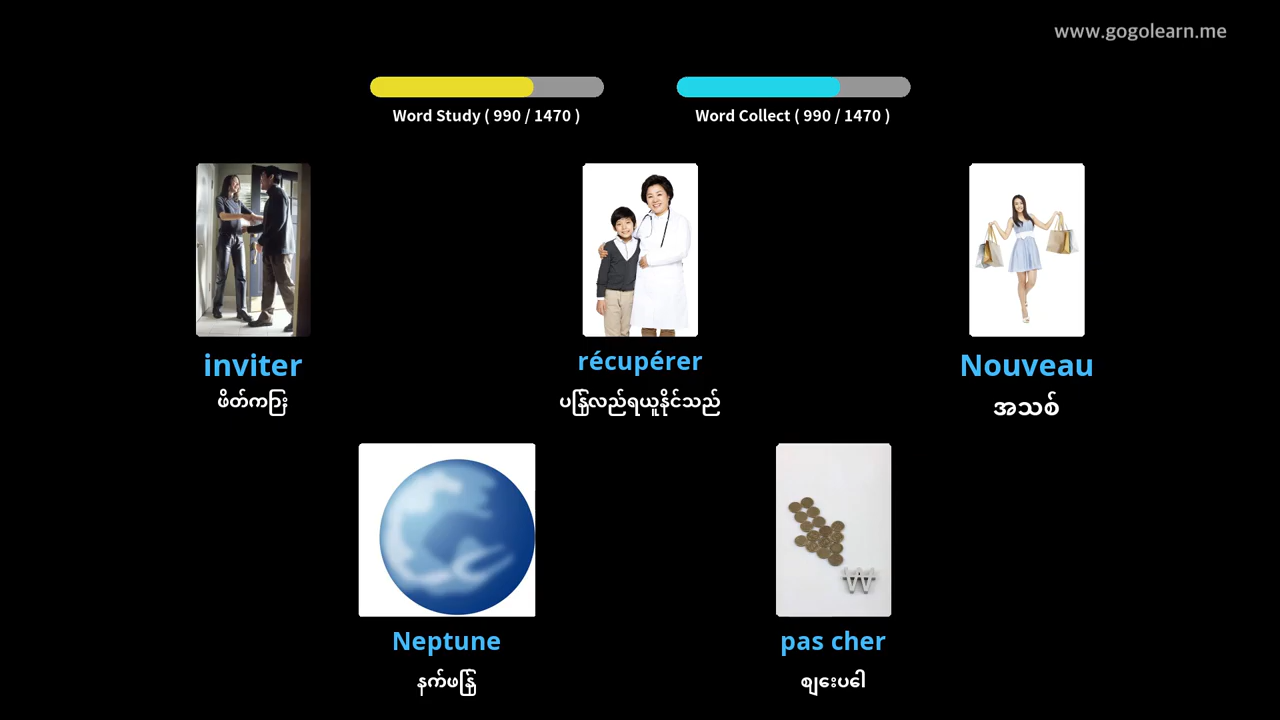 www.gogolearn.me
Word Study ( 990 / 1470 )
Word Collect ( 990 / 1470 )
inviter
récupérer
Nouveau
ဖိတ်ကြား
ပြန်လည်ရယူနိုင်သည်
အသစ်
Neptune
pas cher
နက်ဖြန်
ဈေးပေါ